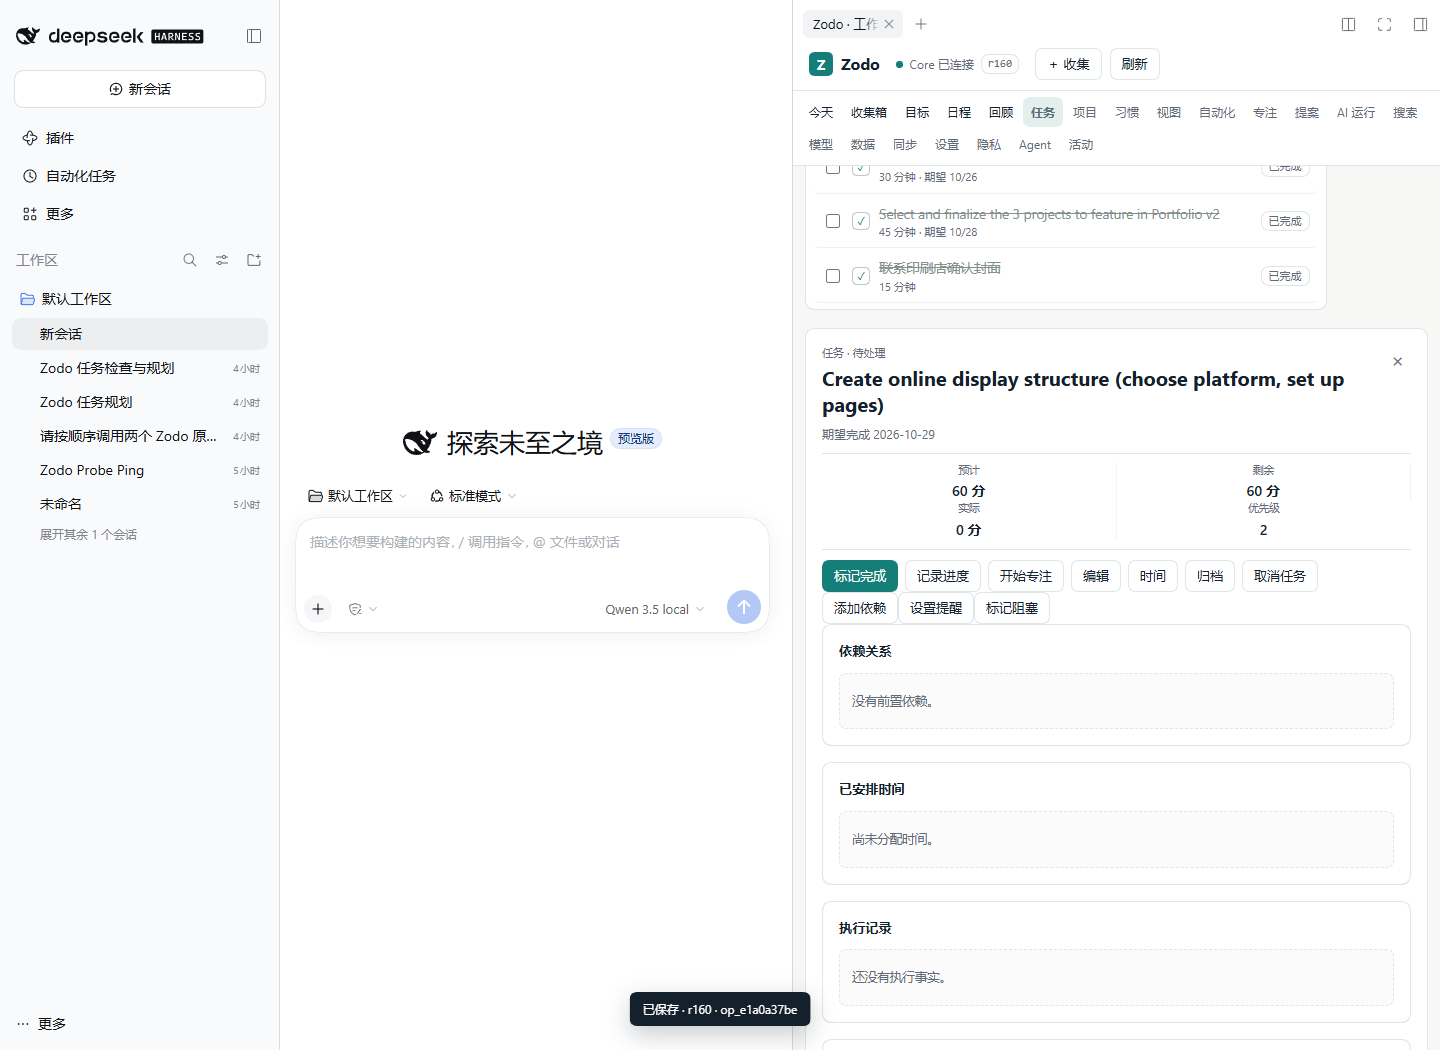 deepseek HARNESS
新会话
插件
自动化任务
更多
工作区
默认工作区
新会话
Zodo 任务检查与规划 4小时
Zodo 任务规划 4小时
请按顺序调用两个 Zodo 原... 4小时
Zodo Probe Ping 5小时
未命名 5小时
展开其余 1 个会话
··· 更多
探索未至之境 预览版
默认工作区 标准模式
描述你想要构建的内容, / 调用指令, @ 文件或对话
Qwen 3.5 local
Zodo · 工作
Z Zodo Core 已连接 r160 + 收集 刷新
今天 收集箱 目标 日程 回顾 任务 项目 习惯 视图 自动化 专注 提案 AI 运行 搜索
模型 数据 同步 设置 隐私 Agent 活动
30 分钟 · 期望 10/26 已完成
Select and finalize the 3 projects to feature in Portfolio v2
45 分钟 · 期望 10/28 已完成
联系印刷店确认封面
15 分钟 已完成
任务 · 待处理
Create online display structure (choose platform, set up
pages)
期望完成 2026-10-29
预计 剩余
60 分 60 分
实际 优先级
0 分 2
标记完成 记录进度 开始专注 编辑 时间 归档 取消任务
添加依赖 设置提醒 标记阻塞
依赖关系
没有前置依赖。
已安排时间
尚未分配时间。
执行记录
还没有执行事实。
已保存 · r160 · op_e1a0a37be